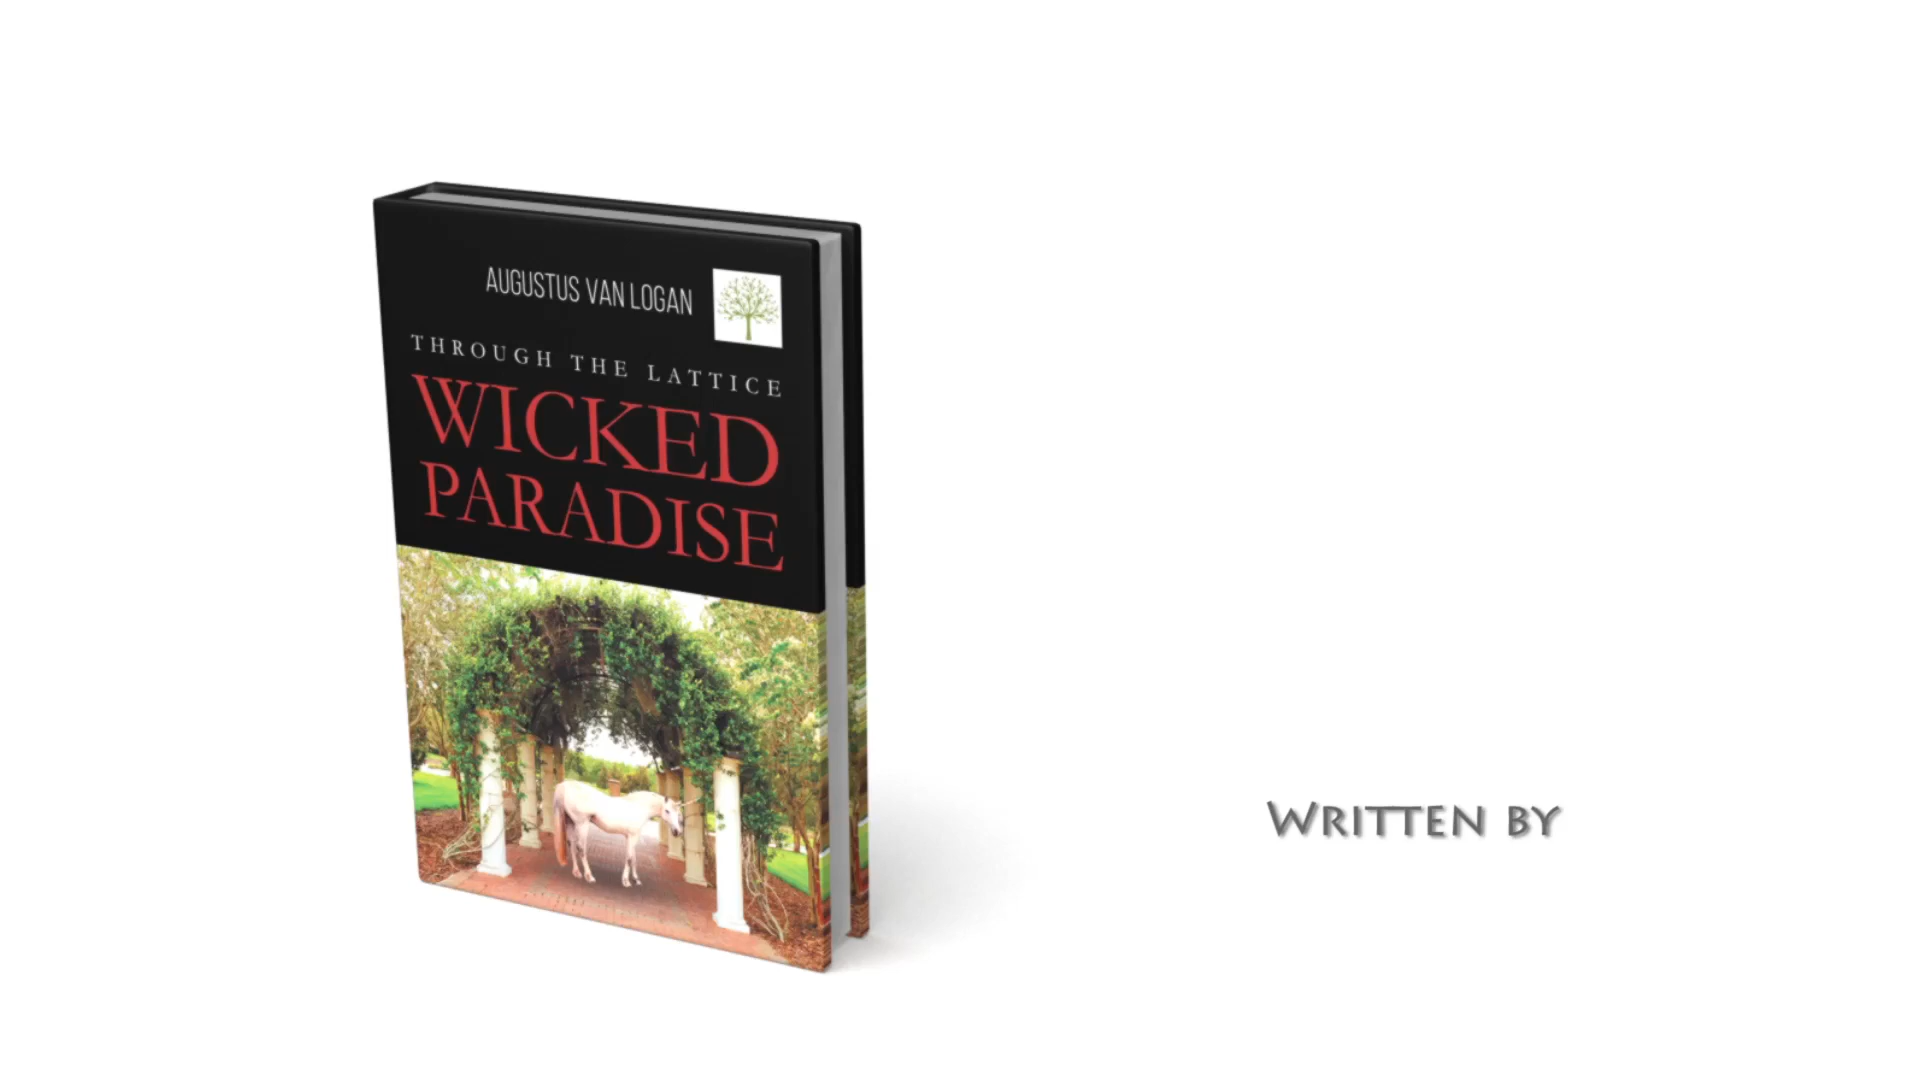 AUGUSTUS VAN LOGAN
THROUGH THE LATTICE
WICKED
PARADISE
WRITTEN BY